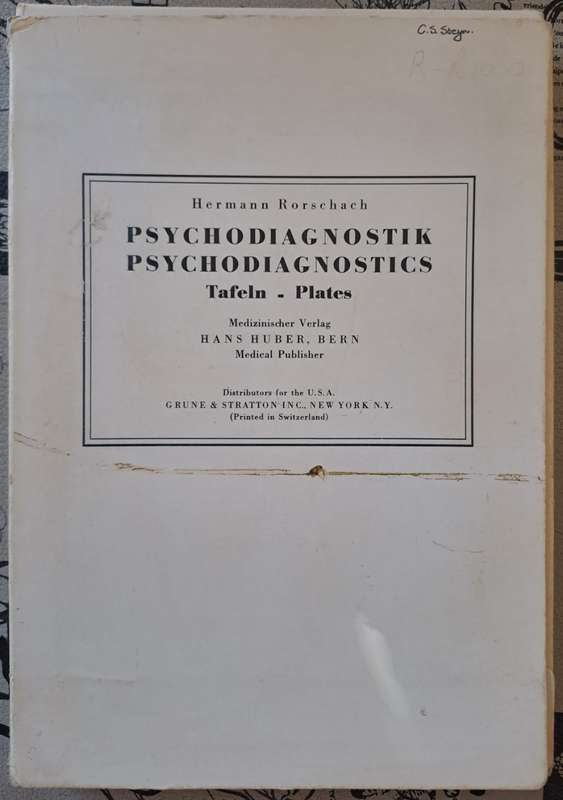 C. S. Steyn.
Hermann Rorschach
PSYCHODIAGNOSTIK
PSYCHODIAGNOSTICS
Tafeln - Plates
Medizinischer Verlag
HANS HUBER, BERN
Medical Publisher
Distributors for the U.S.A.
GRUNE & STRATTON INC., NEW YORK N.Y.
(Printed in Switzerland)